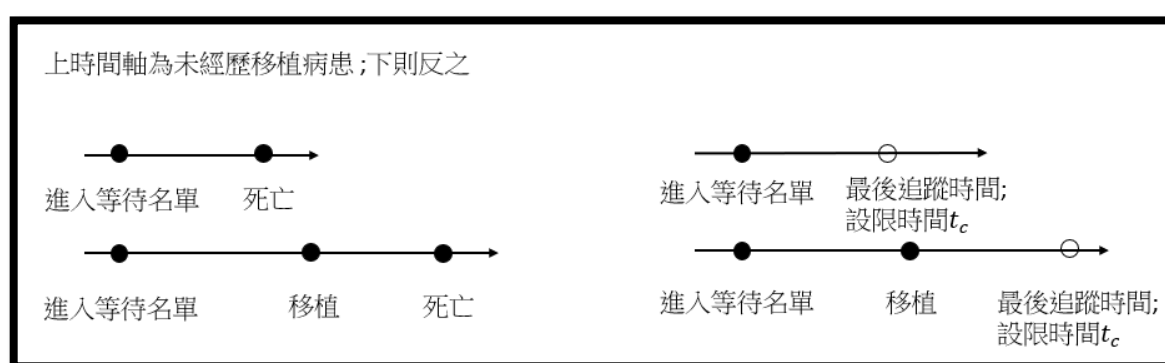 上時間軸為未經歷移植病患;下則反之
進入等待名單
死亡
進入等待名單
最後追蹤時間;
設限時間t_c
進入等待名單
移植
死亡
進入等待名單
移植
最後追蹤時間;
設限時間t_c